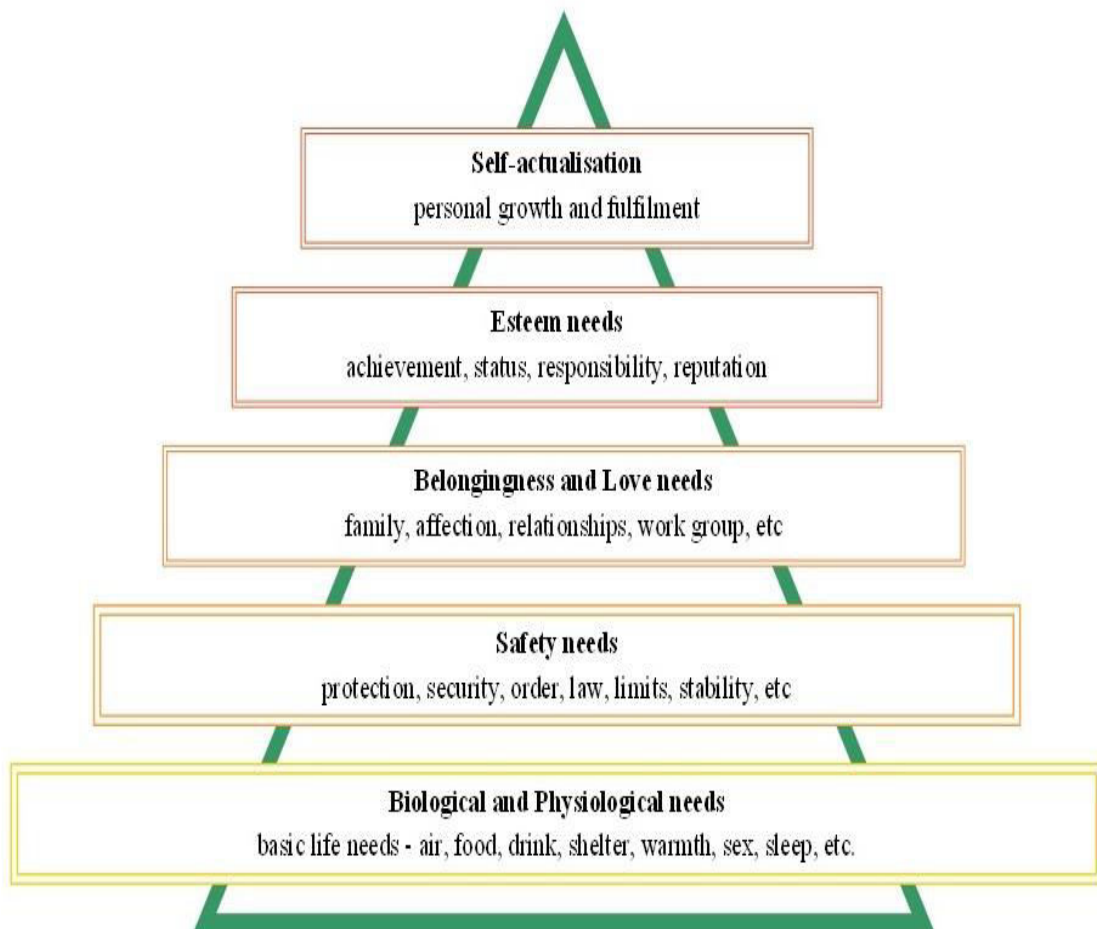 Self-actualisation
personal growth and fulfilment
Esteem needs
achievement, status, responsibility, reputation
Belongingness and Love needs
family, affection, relationships, work group, etc
Safety needs
protection, security, order, law, limits, stability, etc
Biological and Physiological needs
basic life needs - air, food, drink, shelter, warmth, sex, sleep, etc.